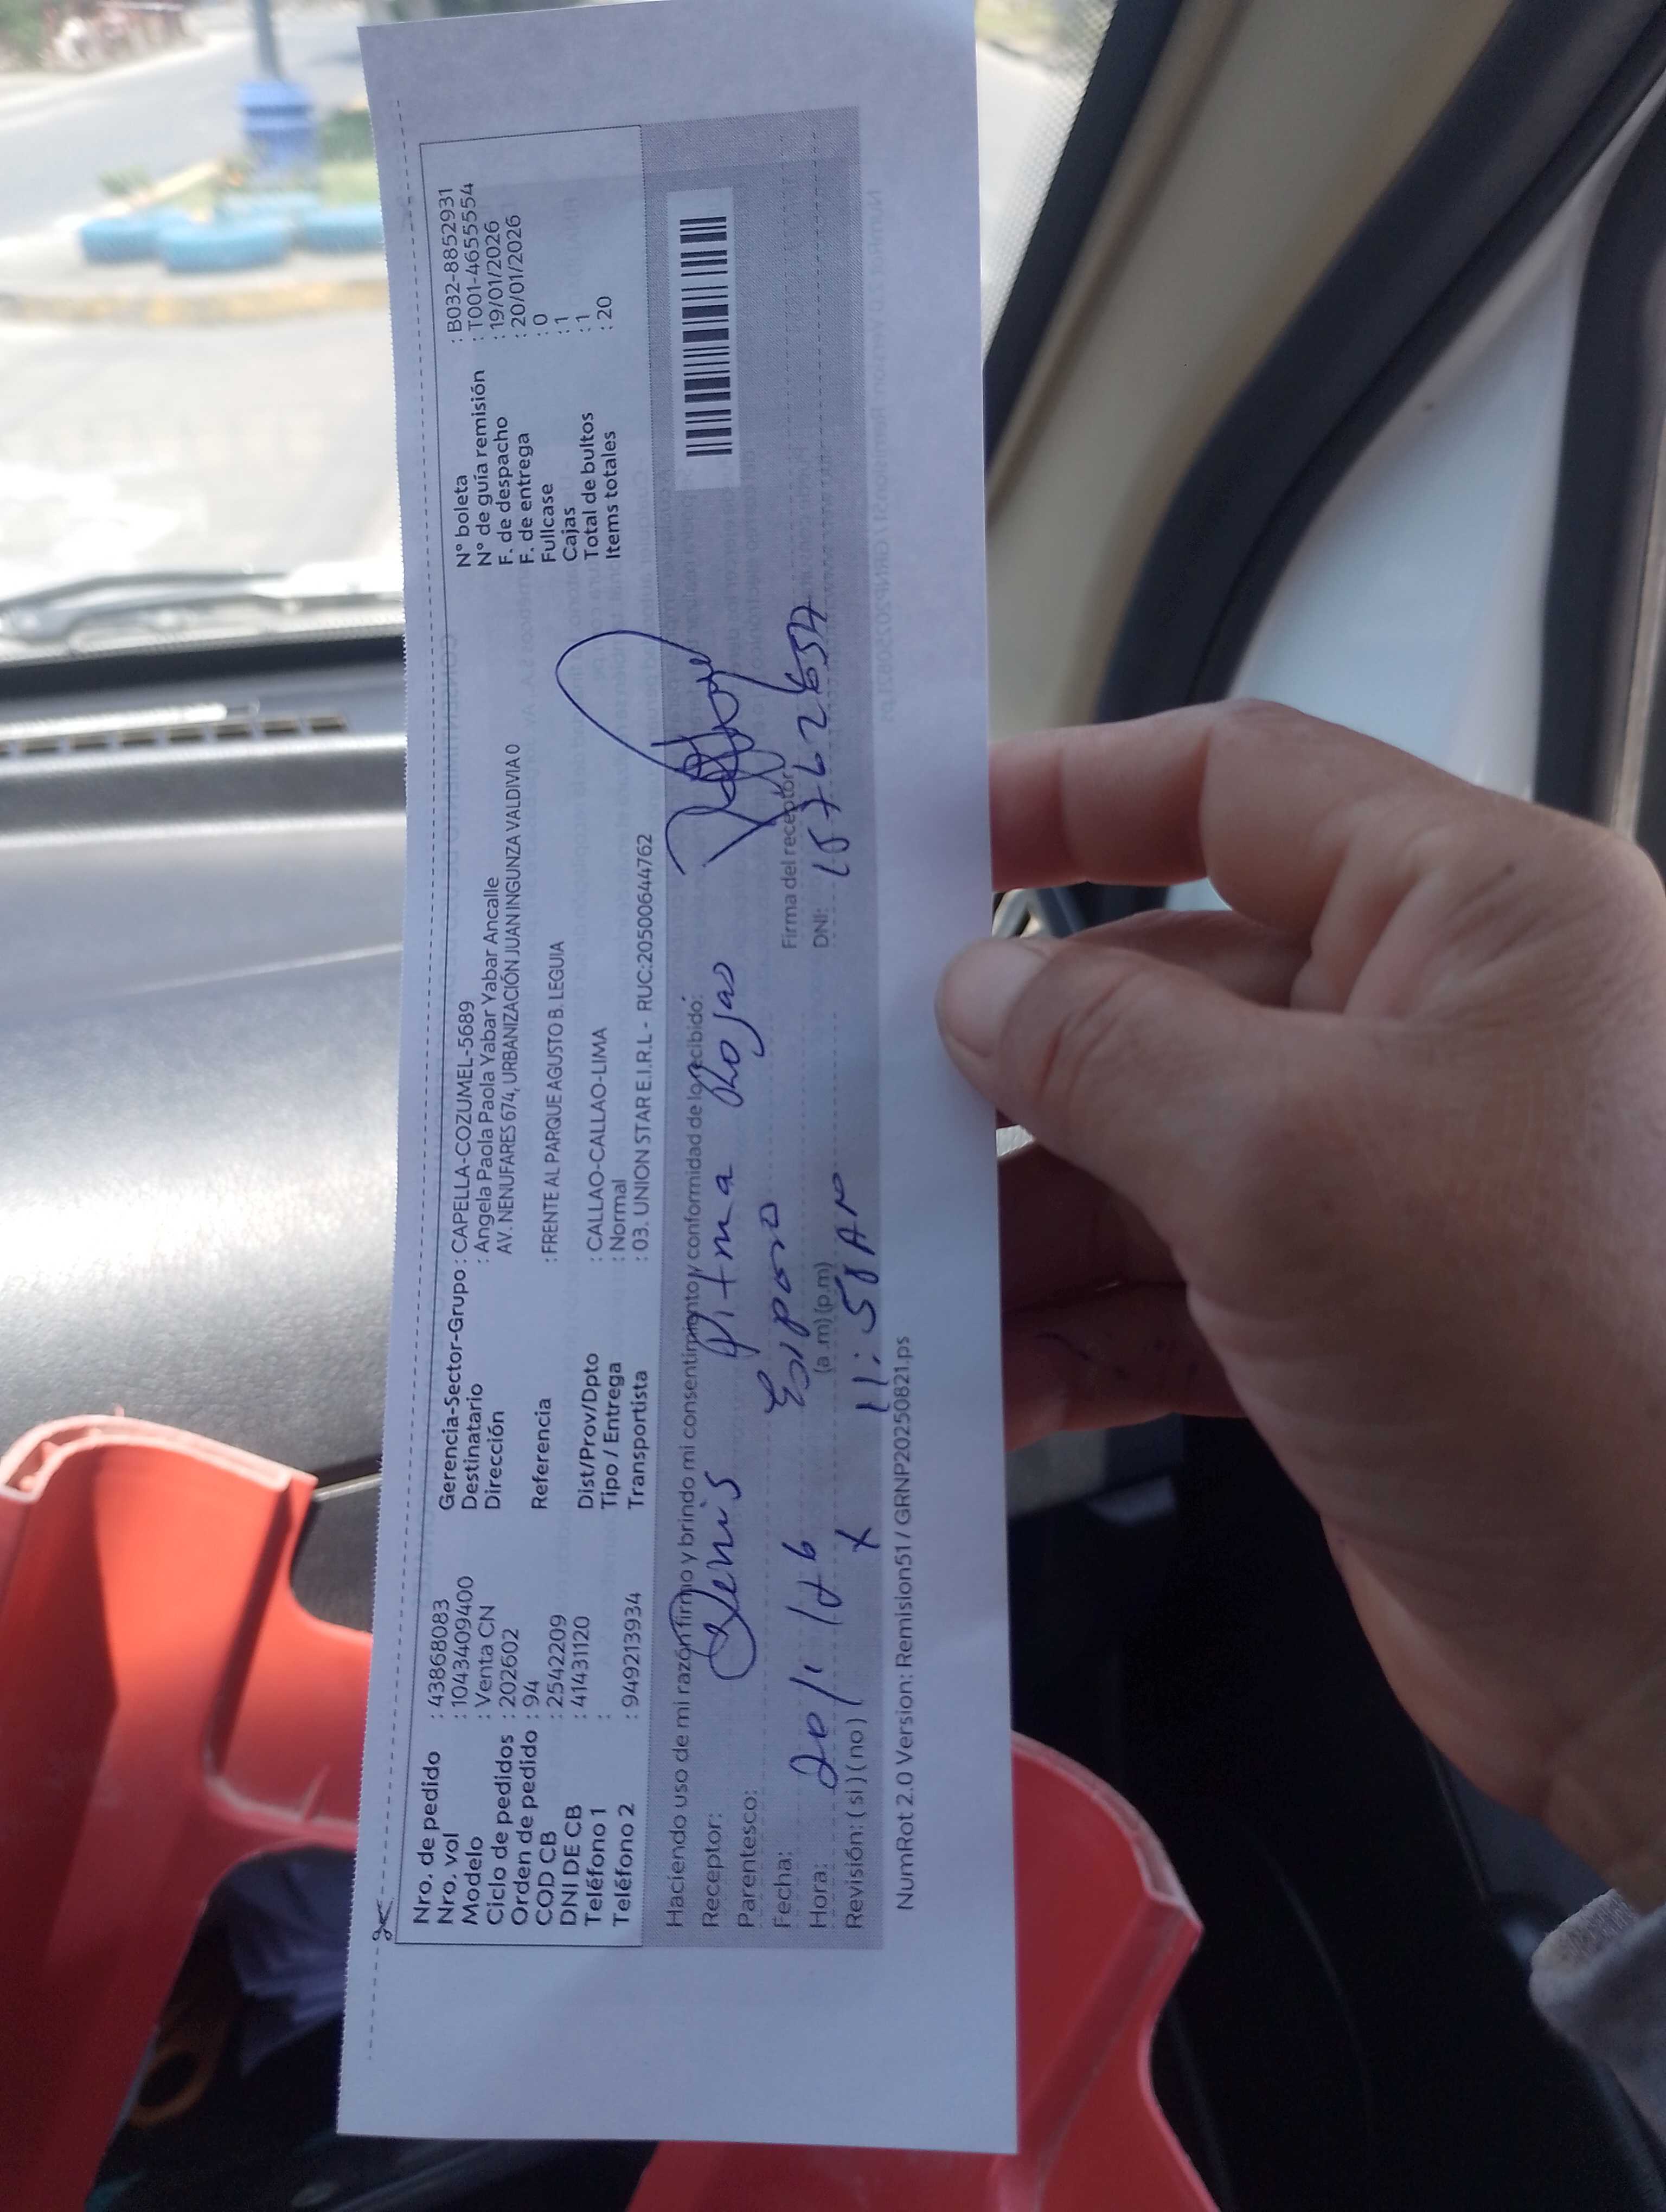 Nro. de pedido : 43868083
Nro. vol : 10434409400
Modelo : Venta CN
Ciclo de pedidos : 202602
Orden de pedido : 94
COD CB : 25422209
DNI DE CB : 41431120
Teléfono 1 :
Teléfono 2 : 949213934
Gerencia-Sector-Grupo : CAPELLA-COZUMEL-5689
Destinatario : Angela Paola Yabar Yabar Ancalle
Dirección AV. NENUFARES 674, URBANIZACIÓN JUAN INGUNZA VALDIVIA 0
Referencia : FRENTE AL PARQUE AGUSTO B. LEGUIA
Dist/Prov/Dpto : CALLAO-CALLAO-LIMA
Tipo / Entrega : Normal
Transportista : 03. UNION STAR E.I.R.L - RUC:20500644762
N° boleta : B032-8852931
N° de guía remisión : T001-4655554
F. de despacho : 19/01/2026
F. de entrega : 20/01/2026
Fullcase : 0
Cajas : 1
Total de bultos : 1
Items totales : 20
Haciendo uso de mi razón firmo y brindo mi consentimiento y conformidad de lo recibido:
Receptor: Denis Pitma Rojas
Parentesco: Esposo
Firma del receptor
Fecha: 20/1/
DNI:
Hora: (a.m) (p.m) 11:58 AM
Revisión: ( si ) ( no ) x
NumRot 2.0 Version: Remision51 / GRNP20250821.ps